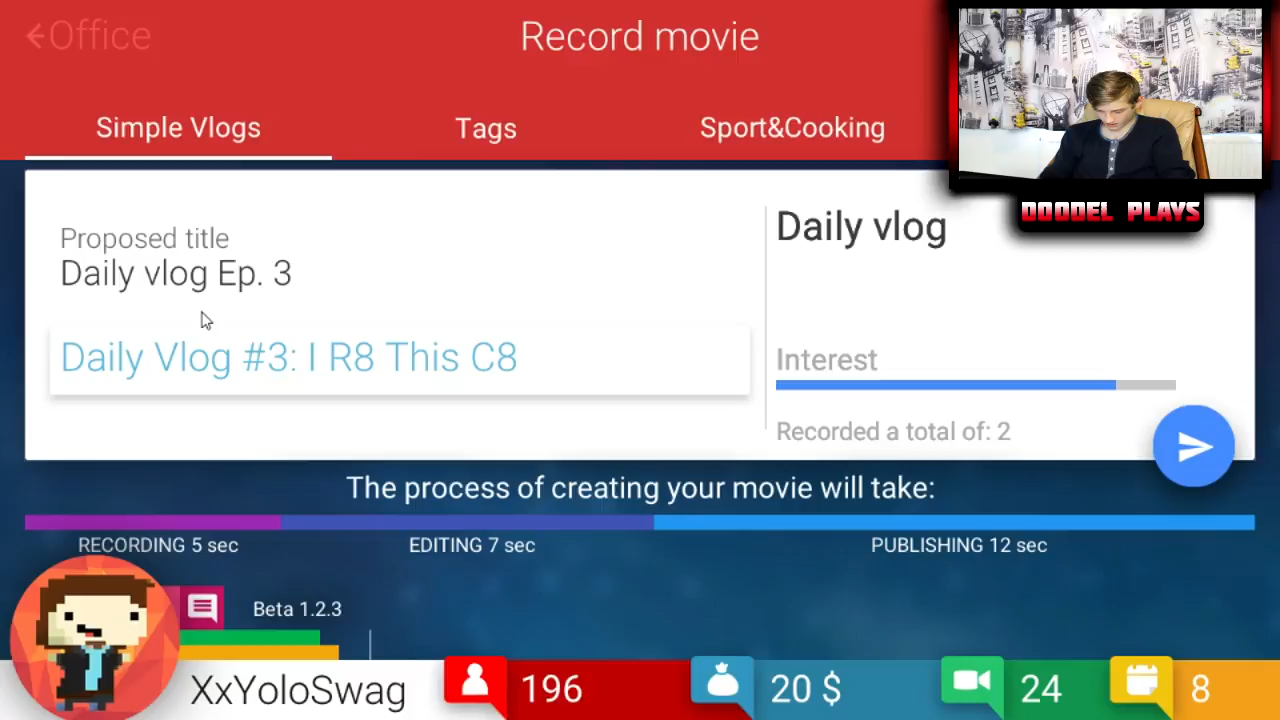 Office
Record movie
Simple Vlogs
Tags
Sport&Cooking
DOODEL PLAYS
Proposed title
Daily vlog Ep. 3
Daily Vlog #3: I R8 This C8
Daily vlog
Interest
Recorded a total of: 2
The process of creating your movie will take:
RECORDING 5 sec
EDITING 7 sec
PUBLISHING 12 sec
Beta 1.2.3
XxYoloSwag
196
20 $
24
8